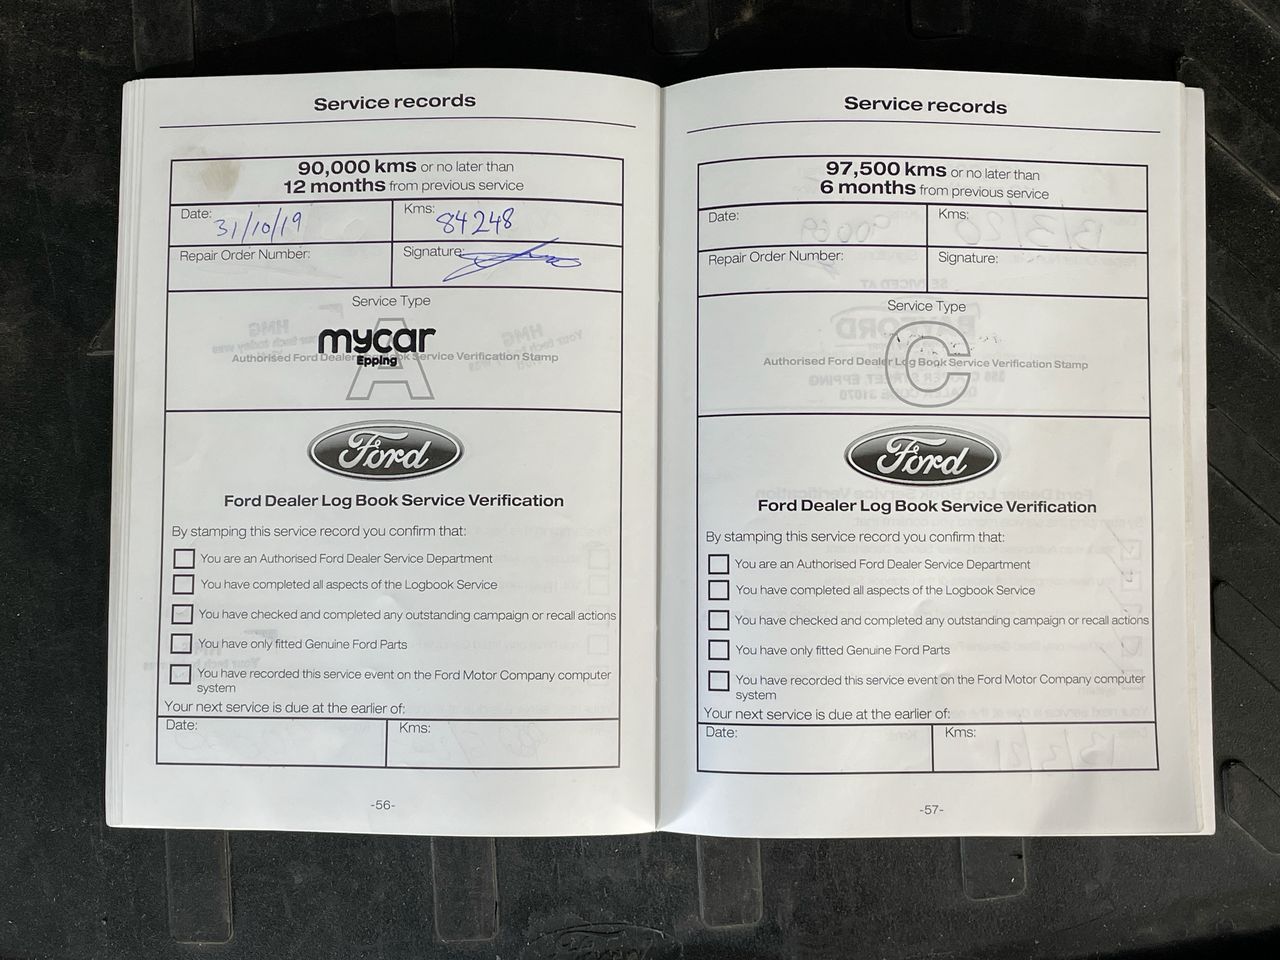 Service records
90,000 kms or no later than
12 months from previous service
Date: 31/10/19
Kms: 84248
Repair Order Number:
Signature:
Service Type
A
mycar
Epping
Authorised Ford Dealer Log Book Service Verification Stamp
Ford
Ford Dealer Log Book Service Verification
By stamping this service record you confirm that:
You are an Authorised Ford Dealer Service Department
You have completed all aspects of the Logbook Service
You have checked and completed any outstanding campaign or recall actions
You have only fitted Genuine Ford Parts
You have recorded this service event on the Ford Motor Company computer
system
Your next service is due at the earlier of:
Date:
Kms:
-56-
Service records
97,500 kms or no later than
6 months from previous service
Date:
Kms:
Repair Order Number:
Signature:
Service Type
C
Authorised Ford Dealer Log Book Service Verification Stamp
Ford
Ford Dealer Log Book Service Verification
By stamping this service record you confirm that:
You are an Authorised Ford Dealer Service Department
You have completed all aspects of the Logbook Service
You have checked and completed any outstanding campaign or recall actions
You have only fitted Genuine Ford Parts
You have recorded this service event on the Ford Motor Company computer
system
Your next service is due at the earlier of:
Date:
Kms:
-57-